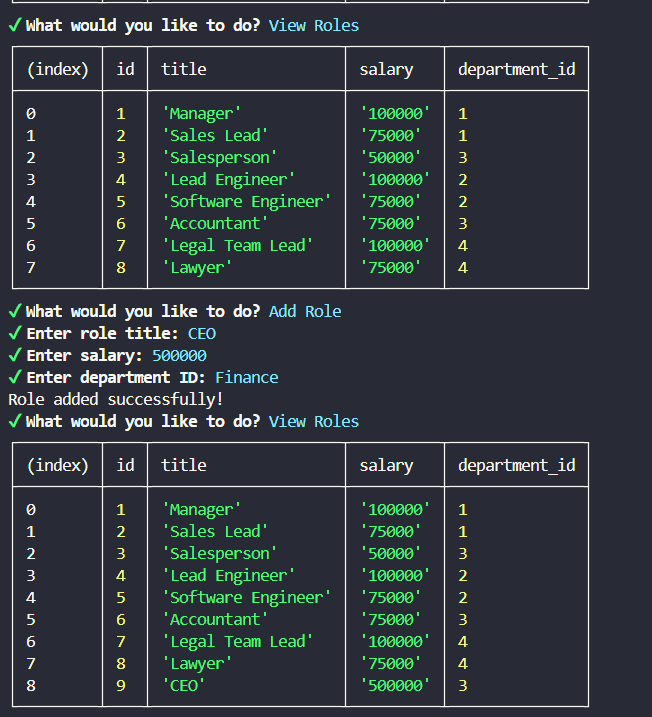 ✓ What would you like to do? View Roles
(index) id title salary department_id
0 1 'Manager' '100000' 1
1 2 'Sales Lead' '75000' 1
2 3 'Salesperson' '50000' 3
3 4 'Lead Engineer' '100000' 2
4 5 'Software Engineer' '75000' 2
5 6 'Accountant' '75000' 3
6 7 'Legal Team Lead' '100000' 4
7 8 'Lawyer' '75000' 4
✓ What would you like to do? Add Role
✓ Enter role title: CEO
✓ Enter salary: 500000
✓ Enter department ID: Finance
Role added successfully!
✓ What would you like to do? View Roles
(index) id title salary department_id
0 1 'Manager' '100000' 1
1 2 'Sales Lead' '75000' 1
2 3 'Salesperson' '50000' 3
3 4 'Lead Engineer' '100000' 2
4 5 'Software Engineer' '75000' 2
5 6 'Accountant' '75000' 3
6 7 'Legal Team Lead' '100000' 4
7 8 'Lawyer' '75000' 4
8 9 'CEO' '500000' 3